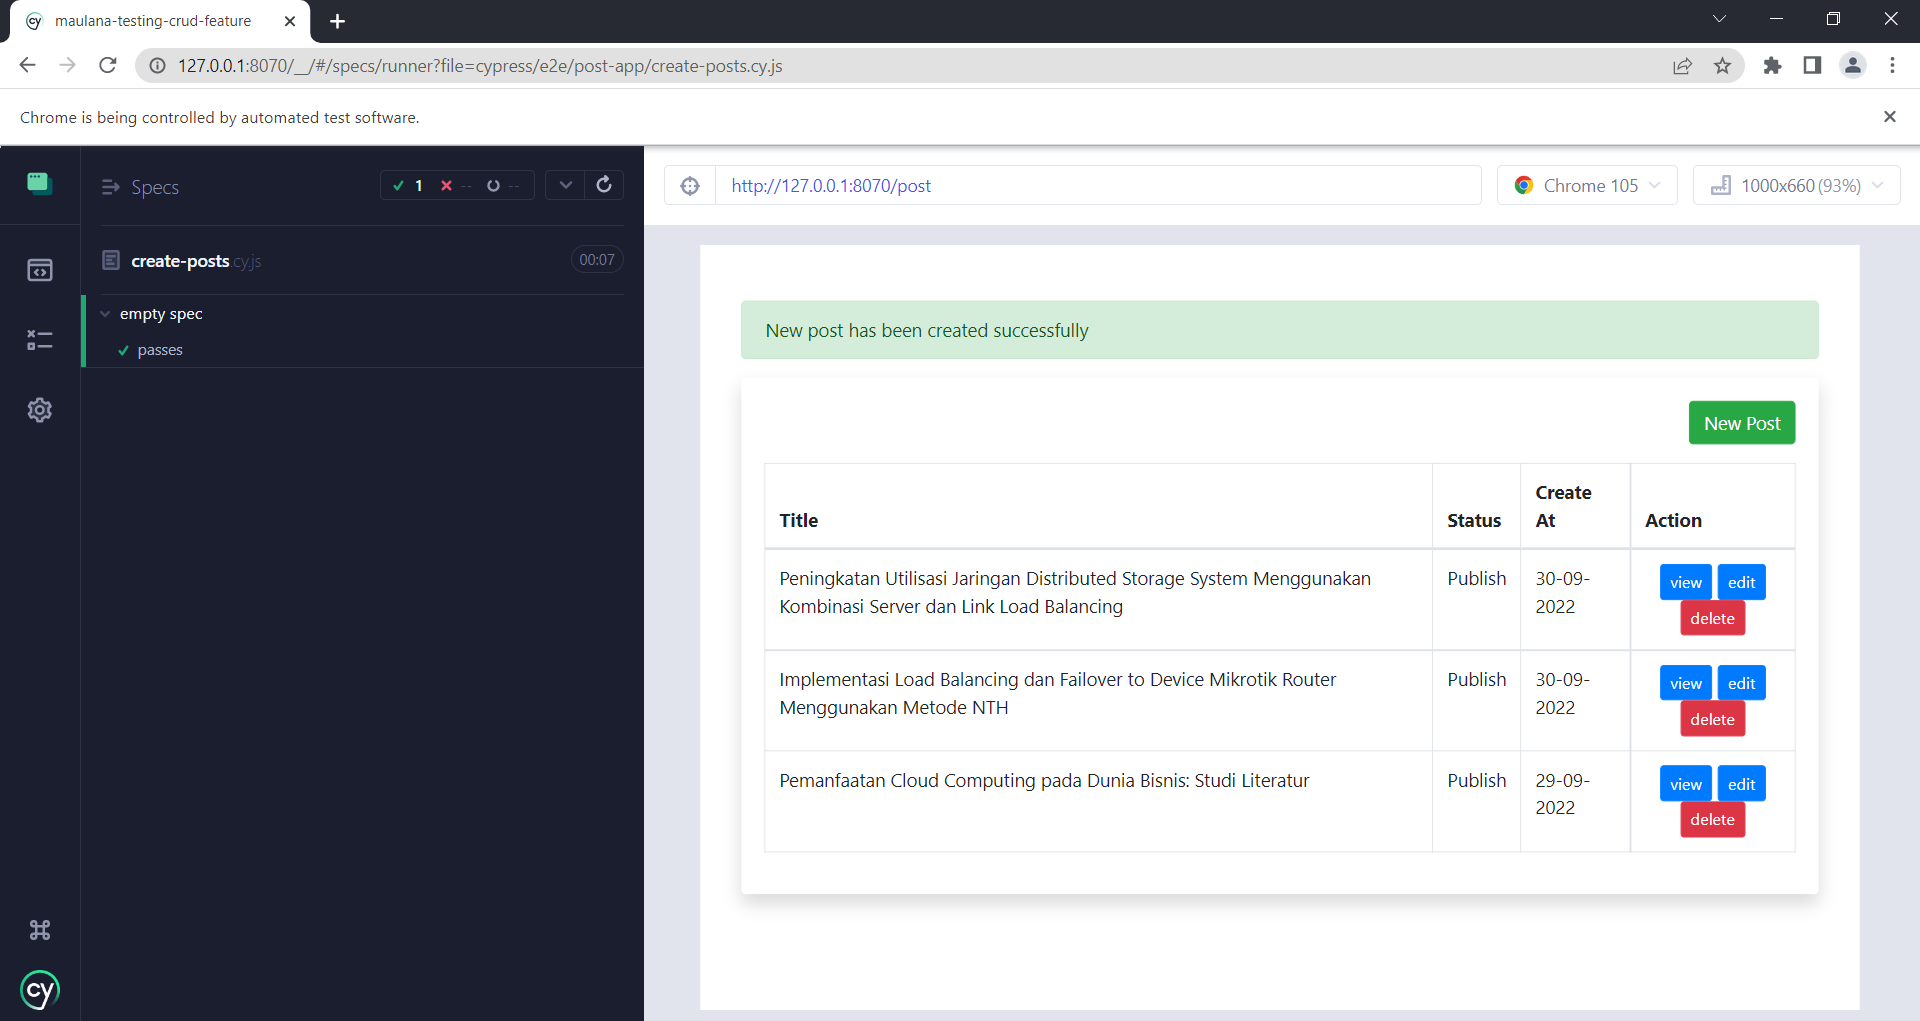 maulana-testing-crud-feature
127.0.0.1:8070/__/#/specs/runner?file=cypress/e2e/post-app/create-posts.cy.js
Chrome is being controlled by automated test software.
Specs
1 -- --
create-posts.cy.js 00:07
empty spec
passes
cy
http://127.0.0.1:8070/post
Chrome 105
1000x660 (93%)
New post has been created successfully
New Post
Title Status Create At Action
Peningkatan Utilisasi Jaringan Distributed Storage System Menggunakan
Kombinasi Server dan Link Load Balancing
Publish
30-09-
2022
view edit
delete
Implementasi Load Balancing dan Failover to Device Mikrotik Router
Menggunakan Metode NTH
Publish
30-09-
2022
view edit
delete
Pemanfaatan Cloud Computing pada Dunia Bisnis: Studi Literatur
Publish
29-09-
2022
view edit
delete